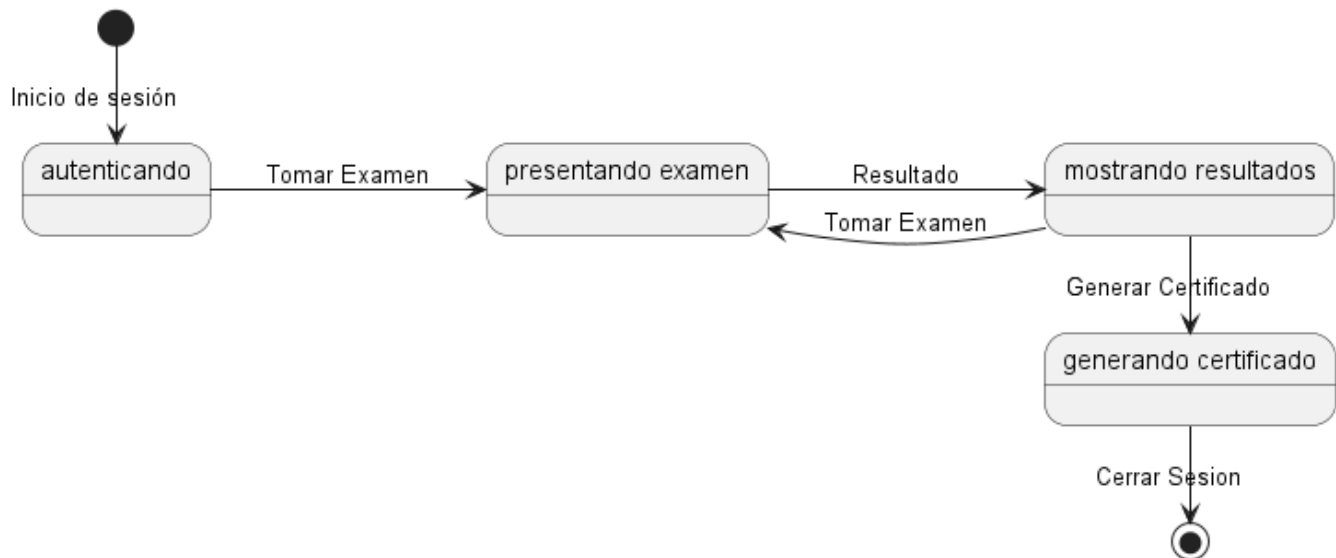 Inicio de sesión
autenticando
Tomar Examen
presentando examen
Resultado
mostrando resultados
Tomar Examen
Generar Certificado
generando certificado
Cerrar Sesion